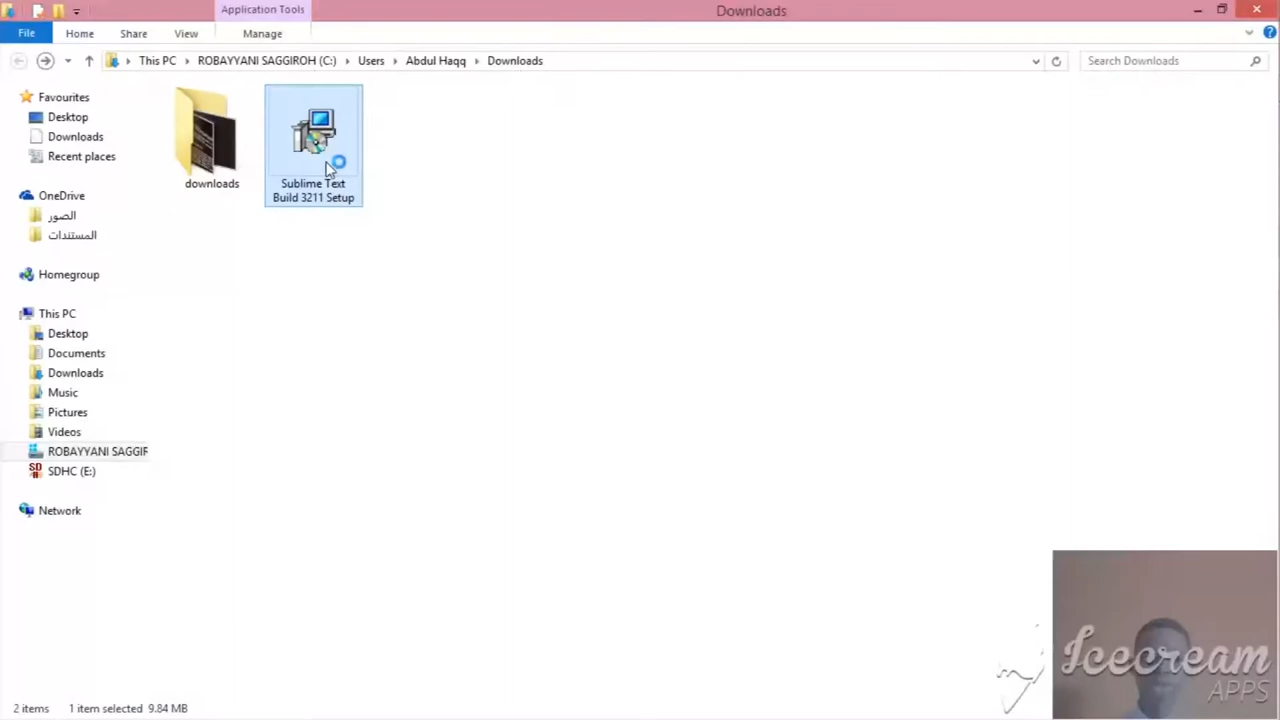 Application Tools
Downloads
File
Home
Share
View
Manage
This PC
ROBAYYANI SAGGIROH (C:)
Users
Abdul Haqq
Downloads
Search Downloads
Favourites
Desktop
Downloads
Recent places
OneDrive
الصور
المستندات
Homegroup
This PC
Desktop
Documents
Downloads
Music
Pictures
Videos
ROBAYYANI SAGGIF
SDHC (E:)
Network
downloads
Sublime Text
Build 3211 Setup
Icecream
APPS
2 items
1 item selected 9.84 MB